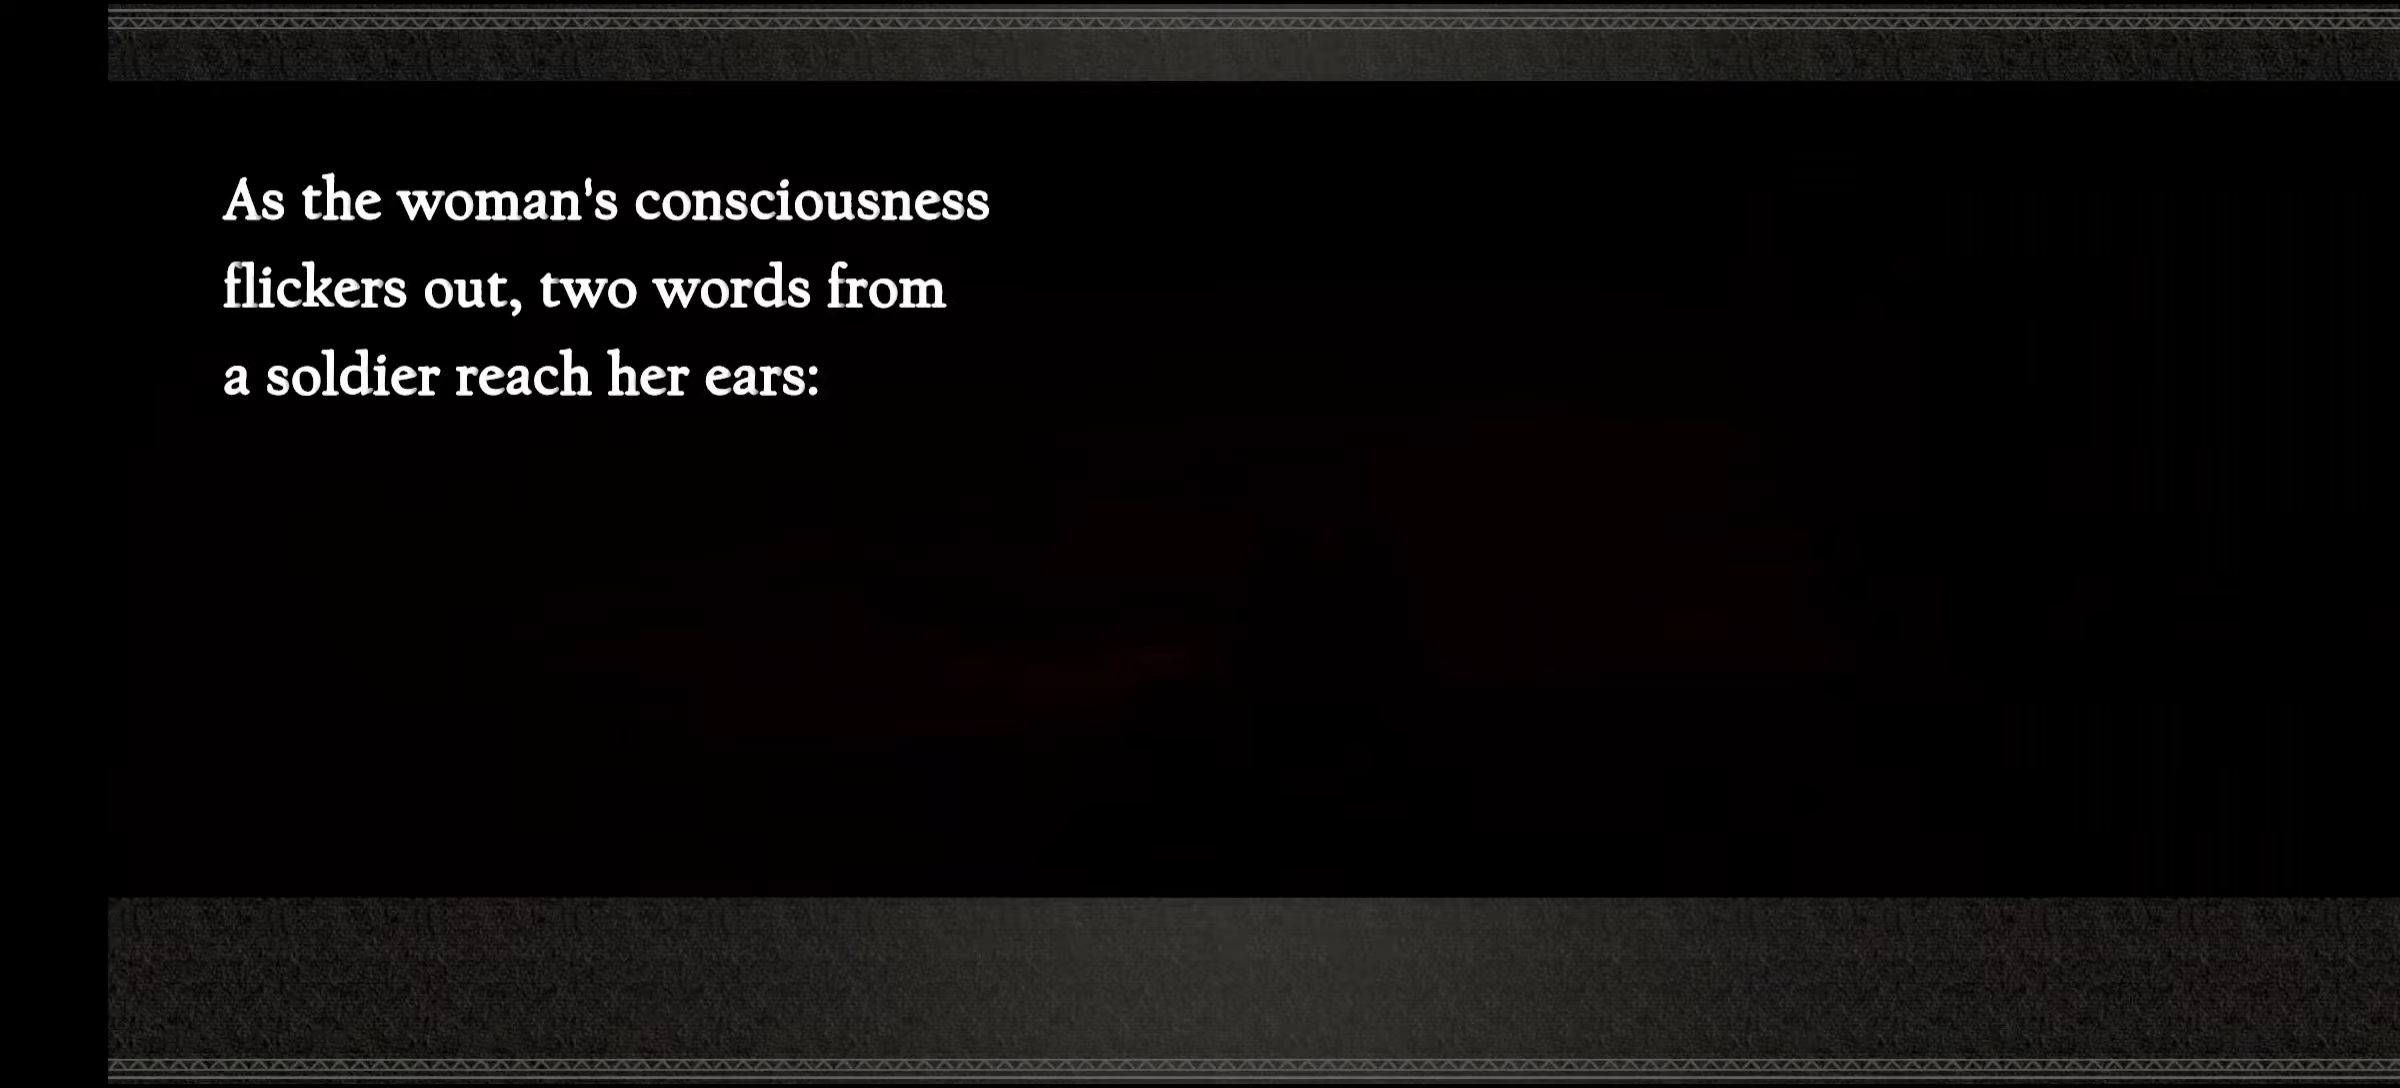 As the woman's consciousness
flickers out, two words from
a soldier reach her ears: